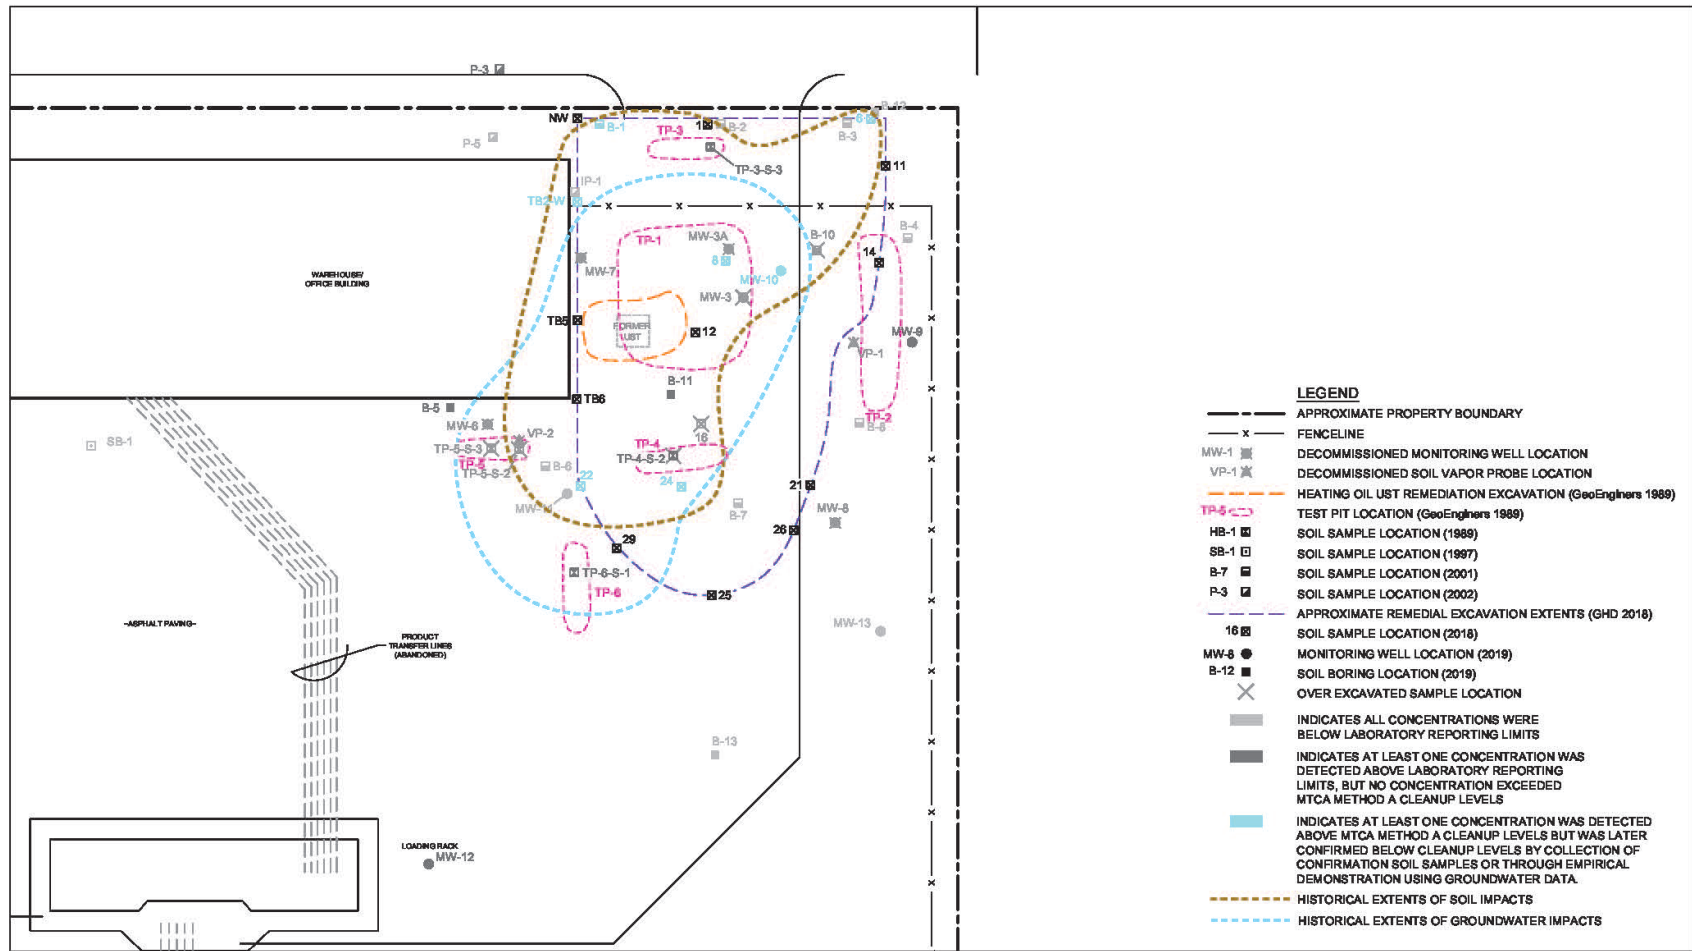 P-3
NW
B-1
TP-3
1
B-2
B-12
6
B-3
P-5
TP-3-S-3
11
IP-1
TB2-W
TP-1
MW-3A
8
B-10
B-4
14
MW-7
MW-10
WAREHOUSE/
OFFICE BUILDING
MW-3
TB5
FORMER
UST
12
MW-9
VP-1
B-11
TB6
B-5
MW-6
VP-2
16
TP-2
B-8
SB-1
TP-5-S-3
TP-5
TP-5-S-2
TP-4
TP-4-S-2
B-6
22
24
21
MW-11
B-7
MW-8
26
29
TP-6-S-1
TP-6
25
-ASPHALT PAVING-
MW-13
PRODUCT
TRANSFER LINES
(ABANDONED)
B-13
LOADING RACK
MW-12
LEGEND
APPROXIMATE PROPERTY BOUNDARY
x FENCELINE
MW-1 DECOMMISSIONED MONITORING WELL LOCATION
VP-1 DECOMMISSIONED SOIL VAPOR PROBE LOCATION
HEATING OIL UST REMEDIATION EXCAVATION (GeoEnginers 1989)
TP-5 TEST PIT LOCATION (GeoEnginers 1989)
HB-1 SOIL SAMPLE LOCATION (1989)
SB-1 SOIL SAMPLE LOCATION (1997)
B-7 SOIL SAMPLE LOCATION (2001)
P-3 SOIL SAMPLE LOCATION (2002)
APPROXIMATE REMEDIAL EXCAVATION EXTENTS (GHD 2018)
16 SOIL SAMPLE LOCATION (2018)
MW-8 MONITORING WELL LOCATION (2019)
B-12 SOIL BORING LOCATION (2019)
OVER EXCAVATED SAMPLE LOCATION
INDICATES ALL CONCENTRATIONS WERE
BELOW LABORATORY REPORTING LIMITS
INDICATES AT LEAST ONE CONCENTRATION WAS
DETECTED ABOVE LABORATORY REPORTING
LIMITS, BUT NO CONCENTRATION EXCEEDED
MTCA METHOD A CLEANUP LEVELS
INDICATES AT LEAST ONE CONCENTRATION WAS DETECTED
ABOVE MTCA METHOD A CLEANUP LEVELS BUT WAS LATER
CONFIRMED BELOW CLEANUP LEVELS BY COLLECTION OF
CONFIRMATION SOIL SAMPLES OR THROUGH EMPIRICAL
DEMONSTRATION USING GROUNDWATER DATA.
HISTORICAL EXTENTS OF SOIL IMPACTS
HISTORICAL EXTENTS OF GROUNDWATER IMPACTS